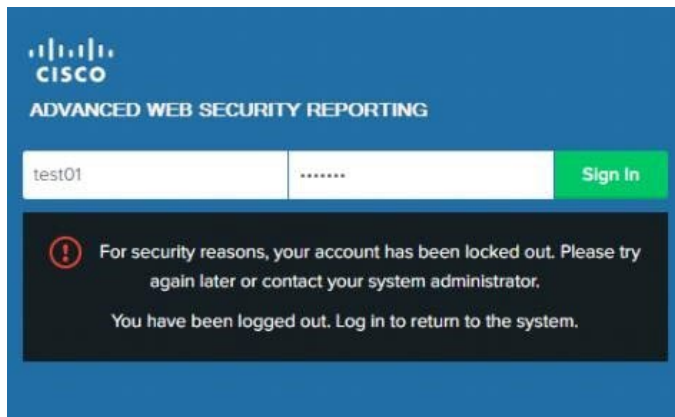 CISCO
ADVANCED WEB SECURITY REPORTING
test01 ······· Sign In
For security reasons, your account has been locked out. Please try
again later or contact your system administrator.
You have been logged out. Log in to return to the system.